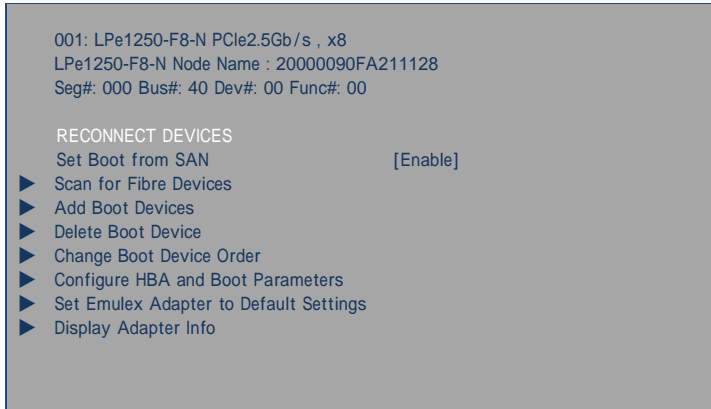 001: LPe1250-F8-N PCIe2.5Gb/s , x8
LPe1250-F8-N Node Name : 20000090FA211128
Seg#: 000 Bus#: 40 Dev#: 00 Func#: 00
RECONNECT DEVICES
Set Boot from SAN [Enable]
Scan for Fibre Devices
Add Boot Devices
Delete Boot Device
Change Boot Device Order
Configure HBA and Boot Parameters
Set Emulex Adapter to Default Settings
Display Adapter Info